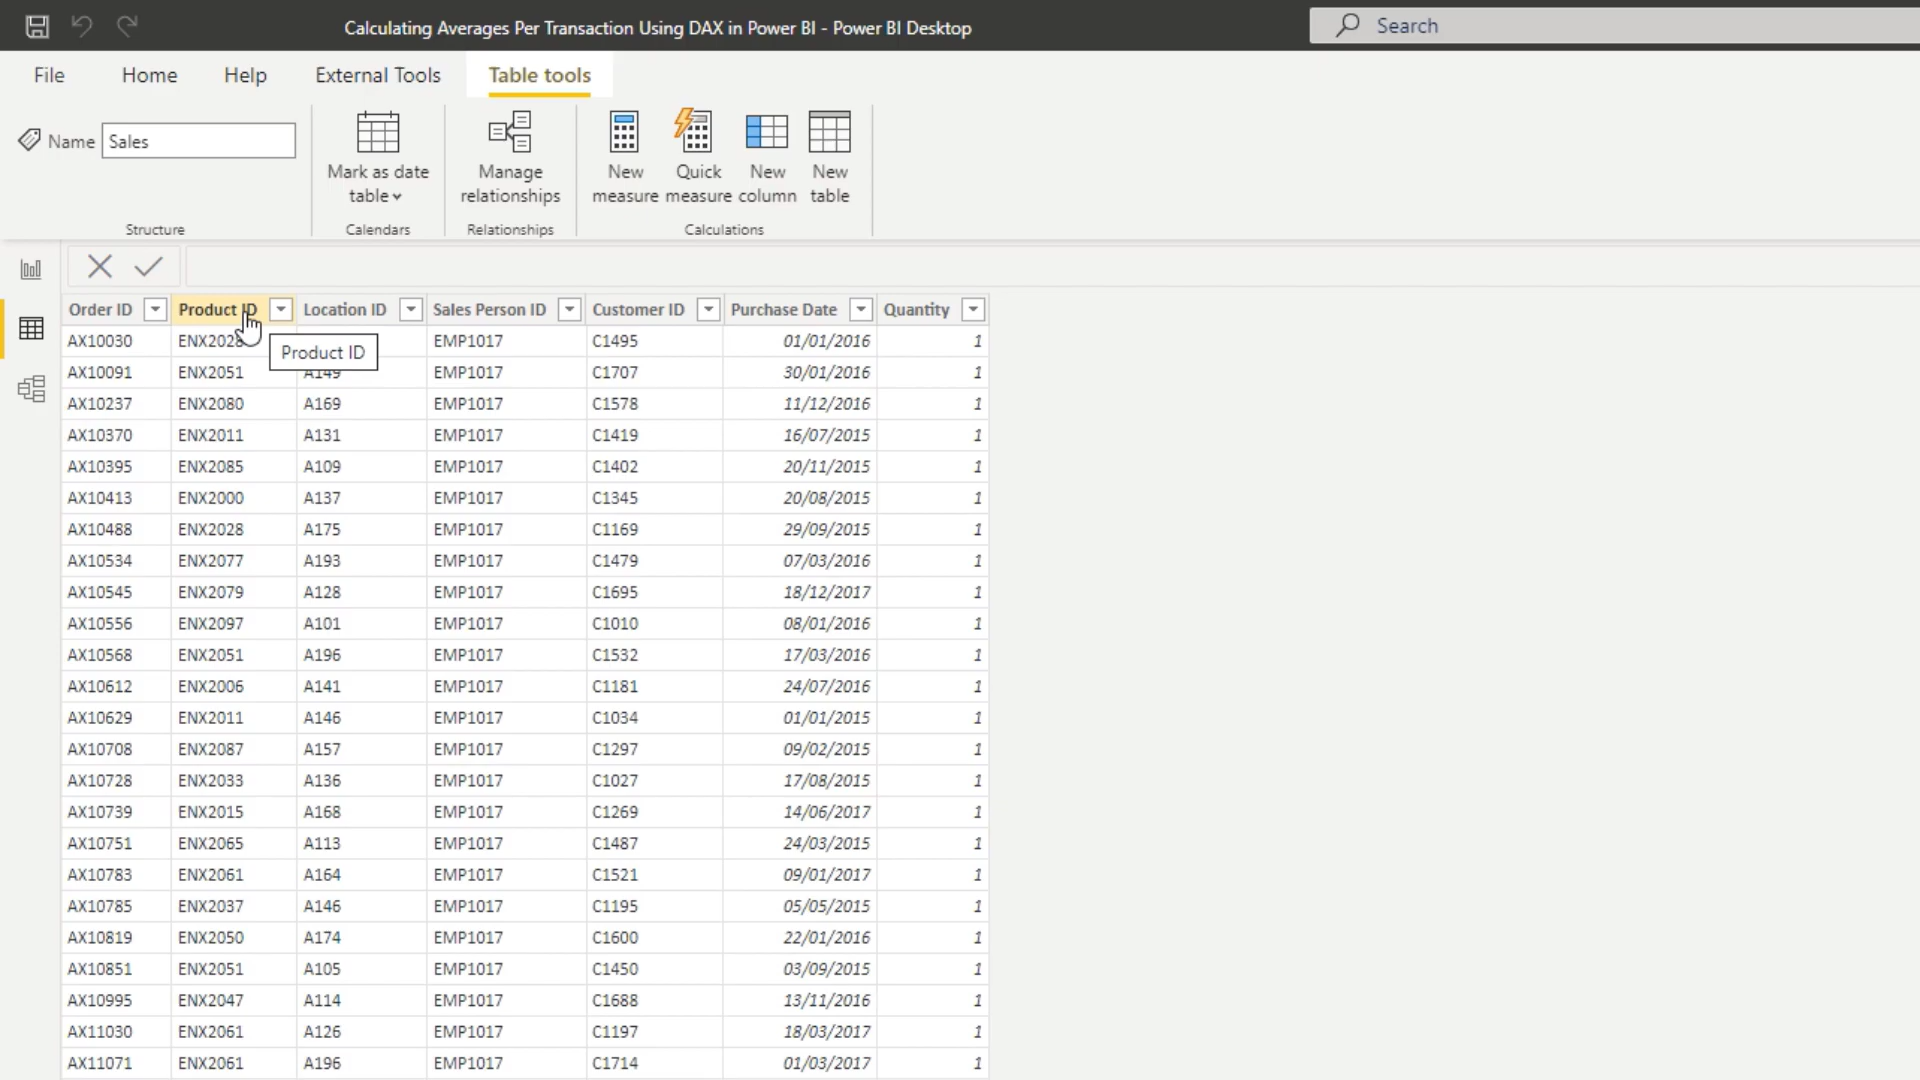 Calculating Averages Per Transaction Using DAX in Power BI - Power BI Desktop
Search
File Home Help External Tools Table tools
Name Sales
Mark as date table
Manage relationships
New measure
Quick measure
New column
New table
Structure Calendars Relationships Calculations
Order ID Product ID Location ID Sales Person ID Customer ID Purchase Date Quantity
Product ID
AX10030 ENX2028 EMP1017 C1495 01/01/2016 1
AX10091 ENX2051 A149 EMP1017 C1707 30/01/2016 1
AX10237 ENX2080 A169 EMP1017 C1578 11/12/2016 1
AX10370 ENX2011 A131 EMP1017 C1419 16/07/2015 1
AX10395 ENX2085 A109 EMP1017 C1402 20/11/2015 1
AX10413 ENX2000 A137 EMP1017 C1345 20/08/2015 1
AX10488 ENX2028 A175 EMP1017 C1169 29/09/2015 1
AX10534 ENX2077 A193 EMP1017 C1479 07/03/2016 1
AX10545 ENX2079 A128 EMP1017 C1695 18/12/2017 1
AX10556 ENX2097 A101 EMP1017 C1010 08/01/2016 1
AX10568 ENX2051 A196 EMP1017 C1532 17/03/2016 1
AX10612 ENX2006 A141 EMP1017 C1181 24/07/2016 1
AX10629 ENX2011 A146 EMP1017 C1034 01/01/2015 1
AX10708 ENX2087 A157 EMP1017 C1297 09/02/2015 1
AX10728 ENX2033 A136 EMP1017 C1027 17/08/2015 1
AX10739 ENX2015 A168 EMP1017 C1269 14/06/2017 1
AX10751 ENX2065 A113 EMP1017 C1487 24/03/2015 1
AX10783 ENX2061 A164 EMP1017 C1521 09/01/2017 1
AX10785 ENX2037 A146 EMP1017 C1195 05/05/2015 1
AX10819 ENX2050 A174 EMP1017 C1600 22/01/2016 1
AX10851 ENX2051 A105 EMP1017 C1450 03/09/2015 1
AX10995 ENX2047 A114 EMP1017 C1688 13/11/2016 1
AX11030 ENX2061 A126 EMP1017 C1197 18/03/2017 1
AX11071 ENX2061 A196 EMP1017 C1714 01/03/2017 1